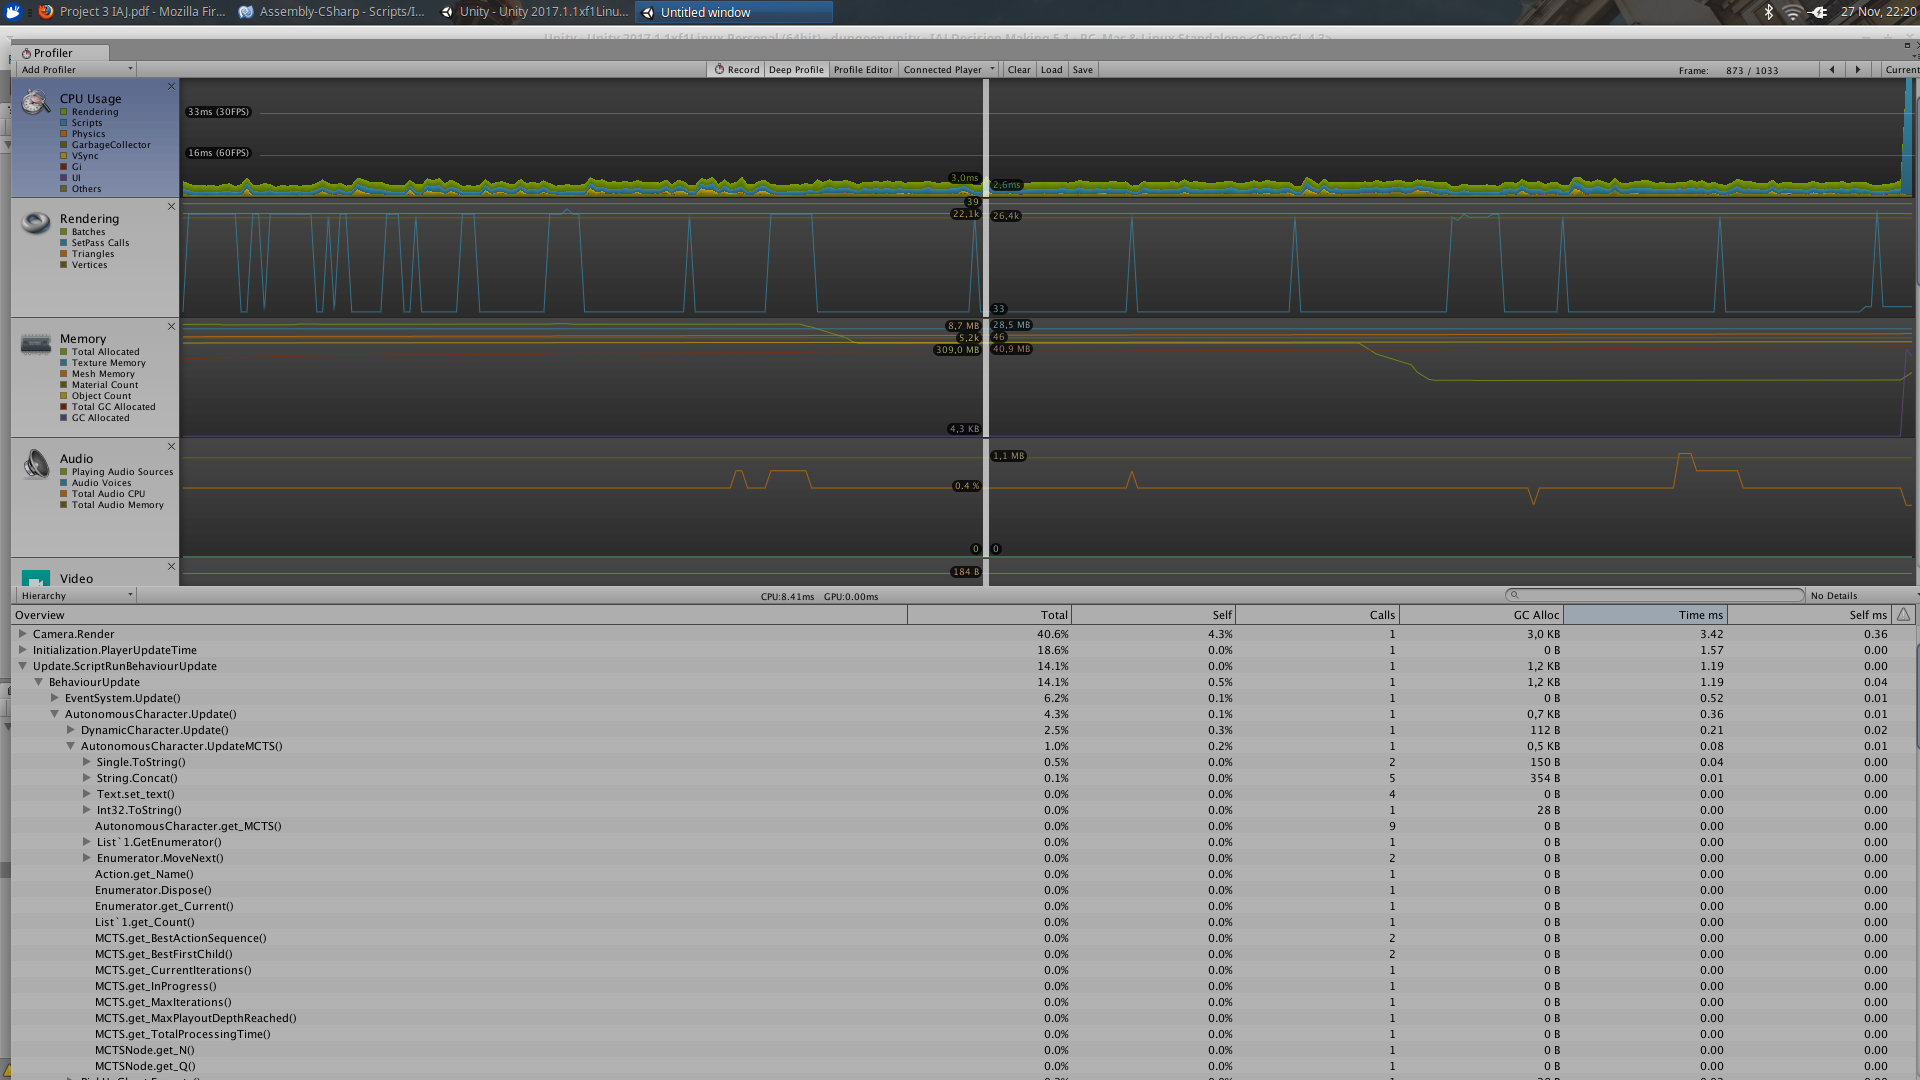 Project 3 IAJ.pdf - Mozilla Fir... Assembly-CSharp - Scripts/I... Unity - Unity 2017.1.1xf1Linu... Untitled window 27 Nov, 22:20
Unity - Unity 2017.1.1xf1Linux Personal (64bit) - dungeon.unity - IAJ Decision Making 5.1 - PC, Mac & Linux Standalone <OpenGL 4.3>
Profiler
Add Profiler Record Deep Profile Profile Editor Connected Player Clear Load Save Frame: 873 / 1033 Current
CPU Usage
Rendering
Scripts
Physics
GarbageCollector
VSync
Gi
UI
Others
33ms (30FPS)
16ms (60FPS)
3,0ms
2,6ms
Rendering
Batches
SetPass Calls
Triangles
Vertices
39
22,1k
26,4k
33
Memory
Total Allocated
Texture Memory
Mesh Memory
Material Count
Object Count
Total GC Allocated
GC Allocated
8,7 MB 28,5 MB
5,2k 46
309,0 MB 40,9 MB
4,3 KB
Audio
Playing Audio Sources
Audio Voices
Total Audio CPU
Total Audio Memory
1,1 MB
0.4 %
0 0
Video
184 B
Hierarchy CPU:8.41ms GPU:0.00ms No Details
Overview Total Self Calls GC Alloc Time ms Self ms
Camera.Render 40.6% 4.3% 1 3,0 KB 3.42 0.36
Initialization.PlayerUpdateTime 18.6% 0.0% 1 0 B 1.57 0.00
Update.ScriptRunBehaviourUpdate 14.1% 0.0% 1 1,2 KB 1.19 0.00
BehaviourUpdate 14.1% 0.5% 1 1,2 KB 1.19 0.04
EventSystem.Update() 6.2% 0.1% 1 0 B 0.52 0.01
AutonomousCharacter.Update() 4.3% 0.1% 1 0,7 KB 0.36 0.01
DynamicCharacter.Update() 2.5% 0.3% 1 112 B 0.21 0.02
AutonomousCharacter.UpdateMCTS() 1.0% 0.2% 1 0,5 KB 0.08 0.01
Single.ToString() 0.5% 0.0% 2 150 B 0.04 0.00
String.Concat() 0.1% 0.0% 5 354 B 0.01 0.00
Text.set_text() 0.0% 0.0% 4 0 B 0.00 0.00
Int32.ToString() 0.0% 0.0% 1 28 B 0.00 0.00
AutonomousCharacter.get_MCTS() 0.0% 0.0% 9 0 B 0.00 0.00
List`1.GetEnumerator() 0.0% 0.0% 1 0 B 0.00 0.00
Enumerator.MoveNext() 0.0% 0.0% 2 0 B 0.00 0.00
Action.get_Name() 0.0% 0.0% 1 0 B 0.00 0.00
Enumerator.Dispose() 0.0% 0.0% 1 0 B 0.00 0.00
Enumerator.get_Current() 0.0% 0.0% 1 0 B 0.00 0.00
List`1.get_Count() 0.0% 0.0% 1 0 B 0.00 0.00
MCTS.get_BestActionSequence() 0.0% 0.0% 2 0 B 0.00 0.00
MCTS.get_BestFirstChild() 0.0% 0.0% 2 0 B 0.00 0.00
MCTS.get_CurrentIterations() 0.0% 0.0% 1 0 B 0.00 0.00
MCTS.get_InProgress() 0.0% 0.0% 1 0 B 0.00 0.00
MCTS.get_MaxIterations() 0.0% 0.0% 1 0 B 0.00 0.00
MCTS.get_MaxPlayoutDepthReached() 0.0% 0.0% 1 0 B 0.00 0.00
MCTS.get_TotalProcessingTime() 0.0% 0.0% 1 0 B 0.00 0.00
MCTSNode.get_N() 0.0% 0.0% 1 0 B 0.00 0.00
MCTSNode.get_Q() 0.0% 0.0% 1 0 B 0.00 0.00